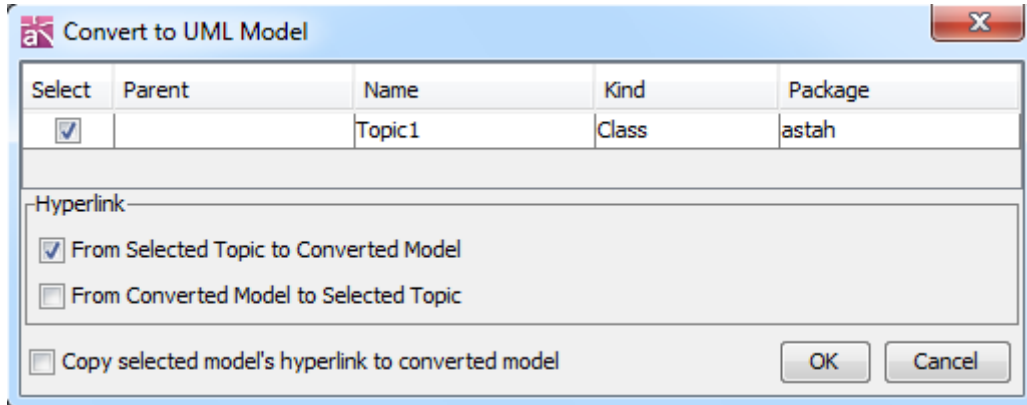 Convert to UML Model
Select Parent Name Kind Package
Topic1 Class astah
Hyperlink
From Selected Topic to Converted Model
From Converted Model to Selected Topic
Copy selected model's hyperlink to converted model OK Cancel